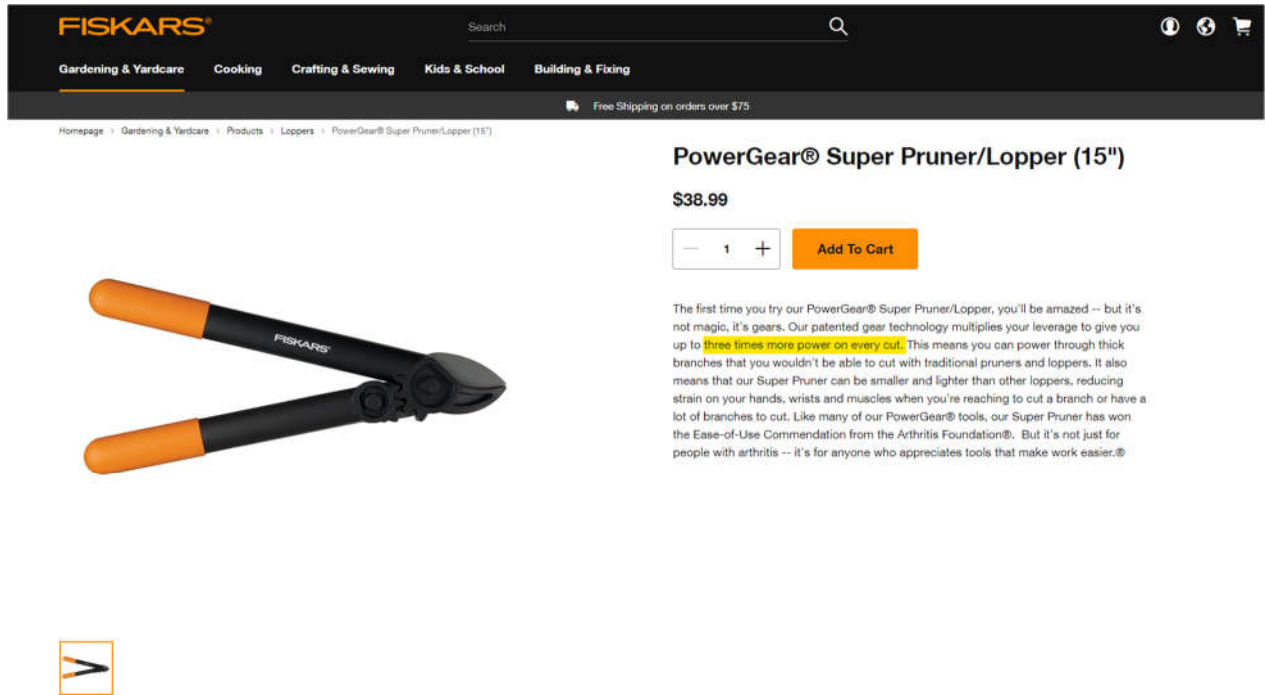 FISKARS®
Search
Gardening & Yardcare Cooking Crafting & Sewing Kids & School Building & Fixing
Free Shipping on orders over $75
Homepage > Gardening & Yardcare > Products > Loppers > PowerGear® Super Pruner/Lopper (15")
PowerGear® Super Pruner/Lopper (15")
$38.99
— 1 + Add To Cart
The first time you try our PowerGear® Super Pruner/Lopper, you'll be amazed -- but it's
not magic, it's gears. Our patented gear technology multiplies your leverage to give you
up to three times more power on every cut. This means you can power through thick
branches that you wouldn't be able to cut with traditional pruners and loppers. It also
means that our Super Pruner can be smaller and lighter than other loppers, reducing
strain on your hands, wrists and muscles when you're reaching to cut a branch or have a
lot of branches to cut. Like many of our PowerGear® tools, our Super Pruner has won
the Ease-of-Use Commendation from the Arthritis Foundation®. But it's not just for
people with arthritis -- it's for anyone who appreciates tools that make work easier.®
FISKARS®